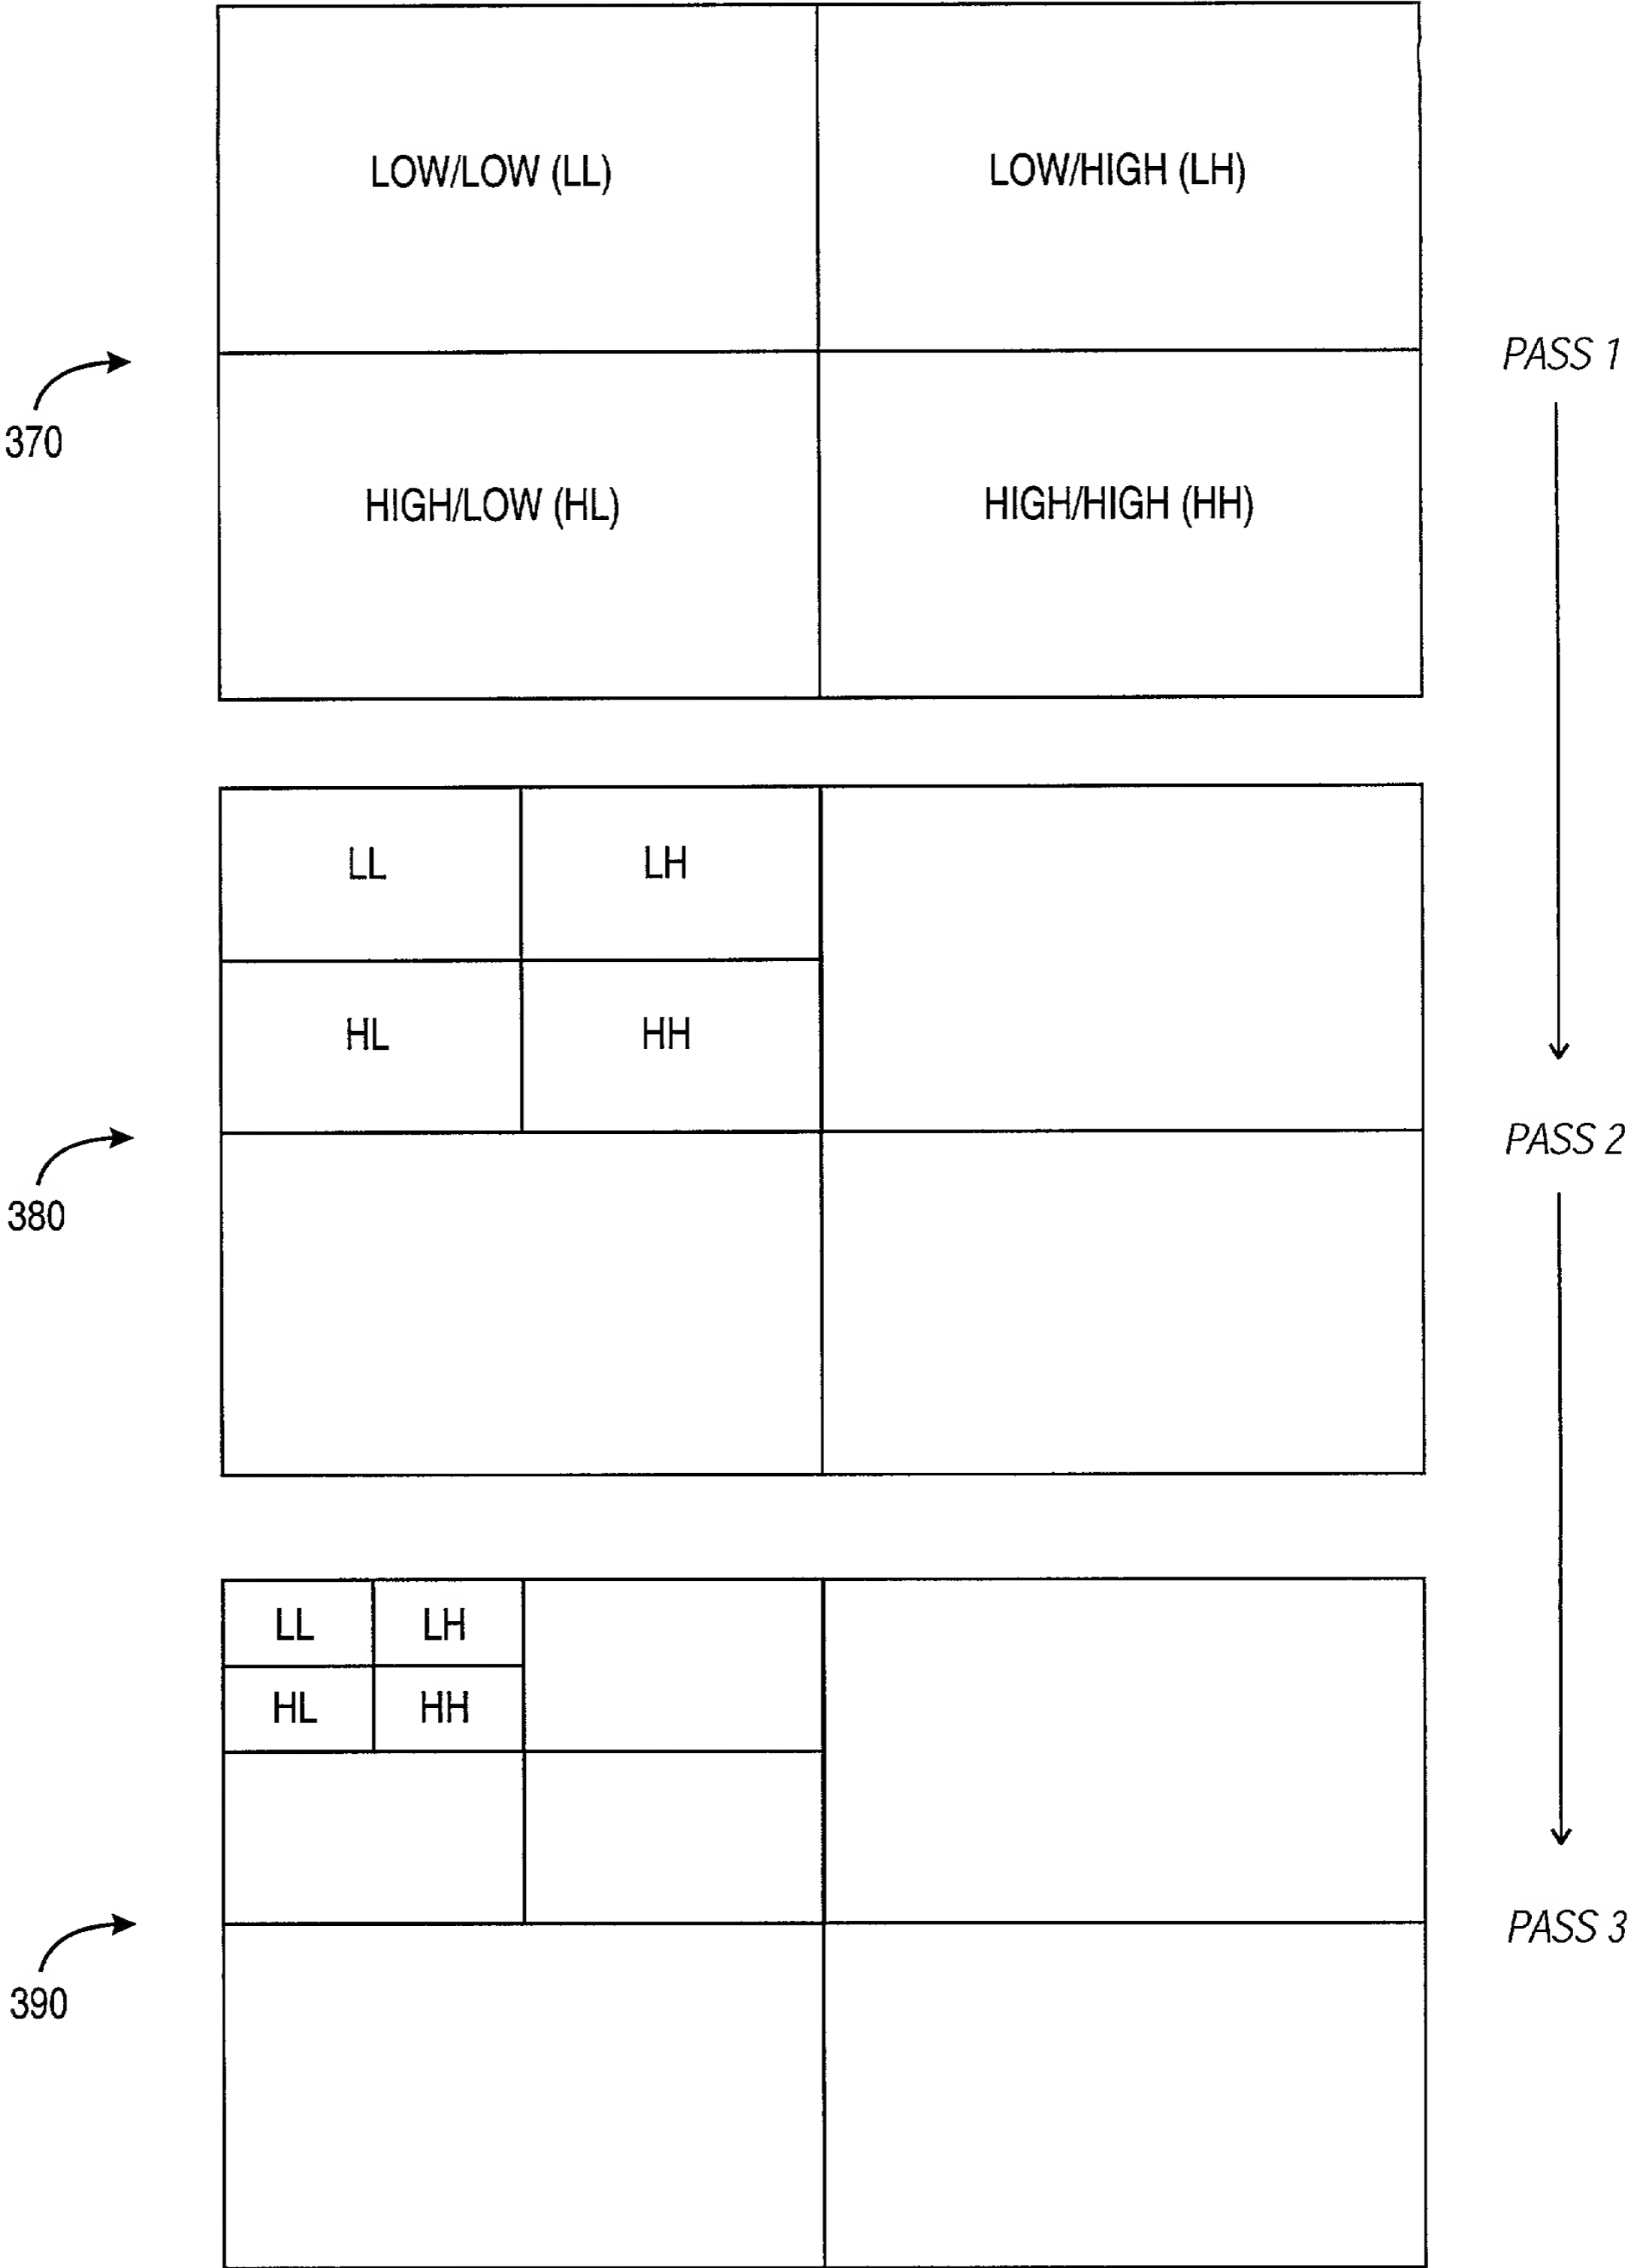 LOW/LOW (LL)
LOW/HIGH (LH)
PASS 1
370
HIGH/LOW (HL)
HIGH/HIGH (HH)
LL
LH
HL
HH
PASS 2
380
LL
LH
HL
HH
PASS 3
390